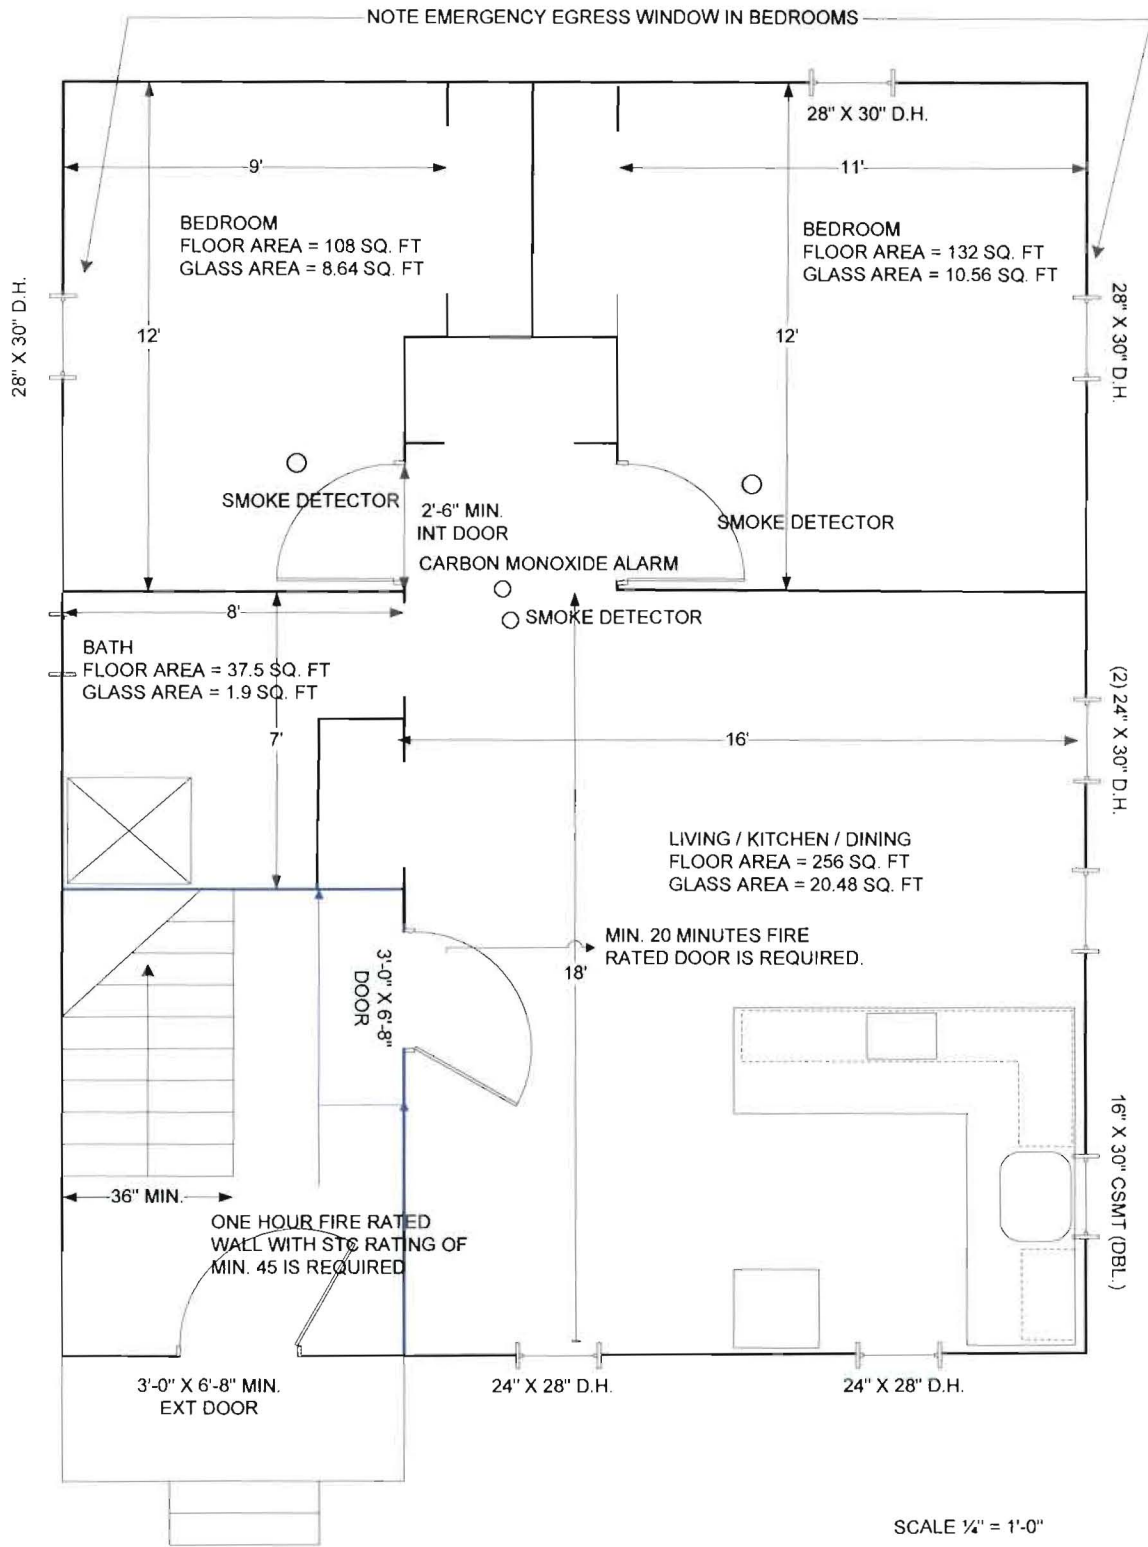 NOTE EMERGENCY EGRESS WINDOW IN BEDROOMS
28" X 30" D.H.
9'
11'
BEDROOM
FLOOR AREA = 108 SQ. FT
GLASS AREA = 8.64 SQ. FT
BEDROOM
FLOOR AREA = 132 SQ. FT
GLASS AREA = 10.56 SQ. FT
28" X 30" D.H.
12'
12'
28" X 30" D.H.
SMOKE DETECTOR
2'-6" MIN.
INT DOOR
SMOKE DETECTOR
CARBON MONOXIDE ALARM
SMOKE DETECTOR
8'
BATH
FLOOR AREA = 37.5 SQ. FT
GLASS AREA = 1.9 SQ. FT
7'
16'
(2) 24" X 30" D.H.
LIVING / KITCHEN / DINING
FLOOR AREA = 256 SQ. FT
GLASS AREA = 20.48 SQ. FT
MIN. 20 MINUTES FIRE
RATED DOOR IS REQUIRED.
18'
3'-0" X 6'-8"
DOOR
36" MIN.
ONE HOUR FIRE RATED
WALL WITH STC RATING OF
MIN. 45 IS REQUIRED
16" X 30" CSMT (DBL.)
3'-0" X 6'-8" MIN.
EXT DOOR
24" X 28" D.H.
24" X 28" D.H.
SCALE ¼" = 1'-0"